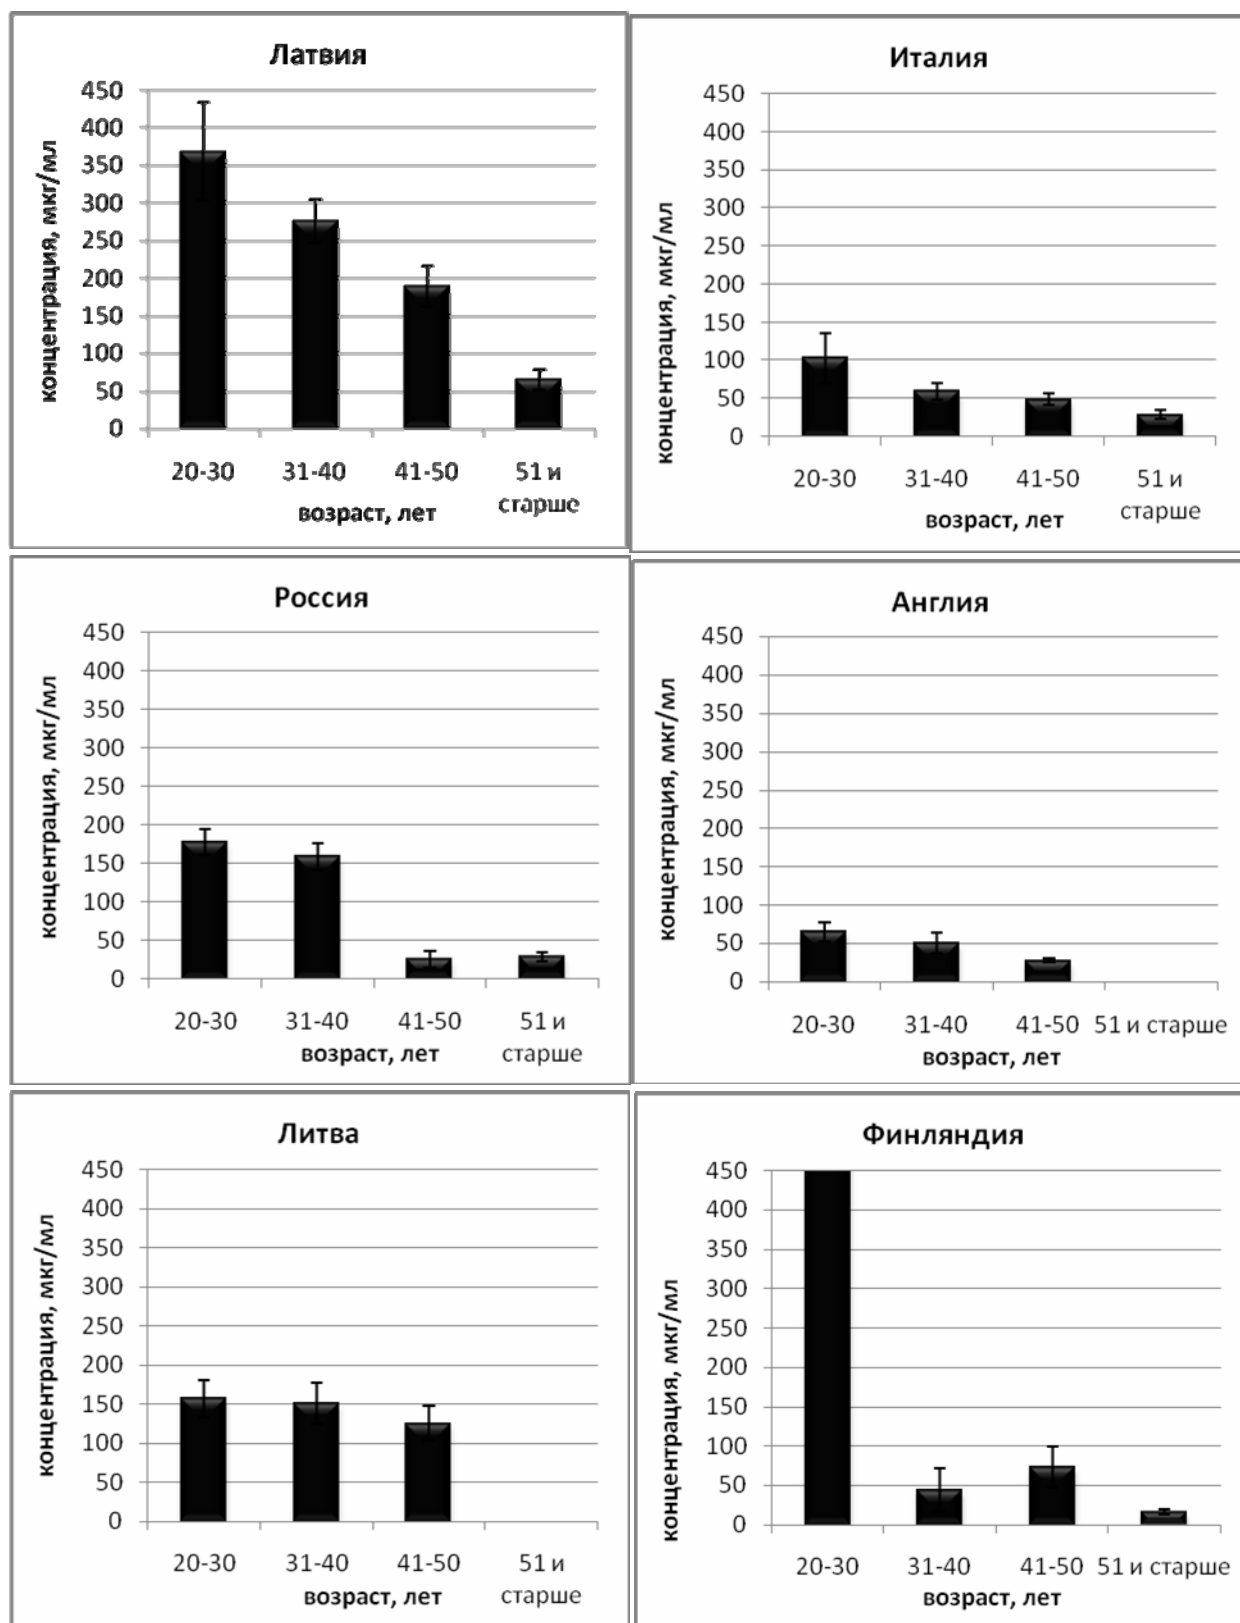 Латвия
450
400
350
300
250
200
150
100
50
0
концентрация, мкг/мл
20-30
31-40
41-50
51 и
старше
возраст, лет
Италия
450
400
350
300
250
200
150
100
50
0
концентрация, мкг/мл
20-30
31-40
41-50
51 и
старше
возраст, лет
Россия
450
400
350
300
250
200
150
100
50
0
концентрация, мкг/мл
20-30
31-40
41-50
51 и
старше
возраст, лет
Англия
450
400
350
300
250
200
150
100
50
0
концентрация, мкг/мл
20-30
31-40
41-50
51 и старше
возраст, лет
Литва
450
400
350
300
250
200
150
100
50
0
концентрация, мкг/мл
20-30
31-40
41-50
51 и
старше
возраст, лет
Финляндия
450
400
350
300
250
200
150
100
50
0
концентрация, мкг/мл
20-30
31-40
41-50
51 и старше
возраст, лет